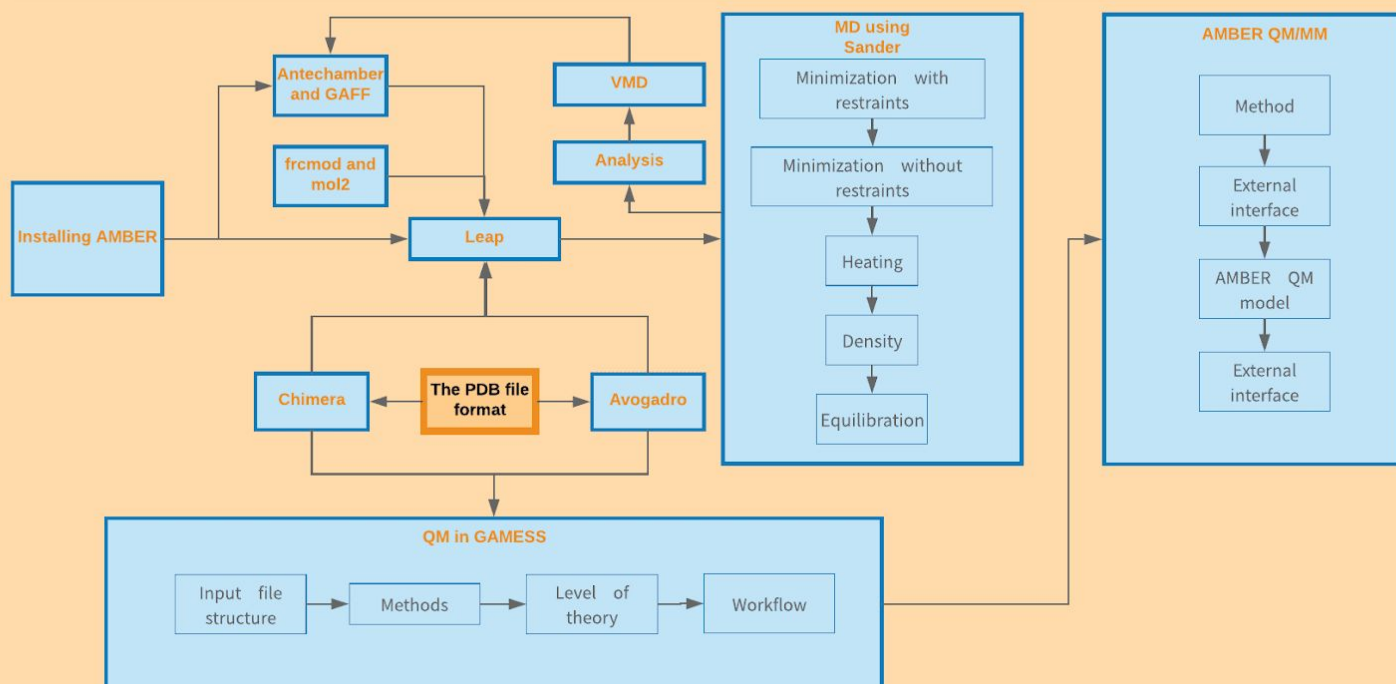 Installing AMBER
Antechamber
and GAFF
frcmod and
mol2
Leap
VMD
Analysis
Chimera
The PDB file
format
Avogadro
MD using
Sander
Minimization with
restraints
Minimization without
restraints
Heating
Density
Equilibration
AMBER QM/MM
Method
External
interface
AMBER QM
model
External
interface
QM in GAMESS
Input file
structure
Methods
Level of
theory
Workflow